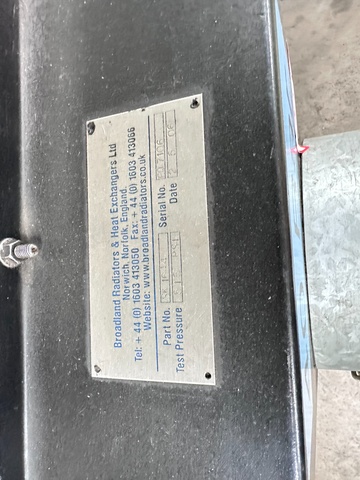 Broadland Radiators & Heat Exchangers Ltd
Norwich, Norfolk, England.
Tel: + 44 (0) 1603 413050 Fax: + 44 (0) 1603 413066
Website: www.broadlandradiators.co.uk
Part No. Serial No.
Test Pressure Date